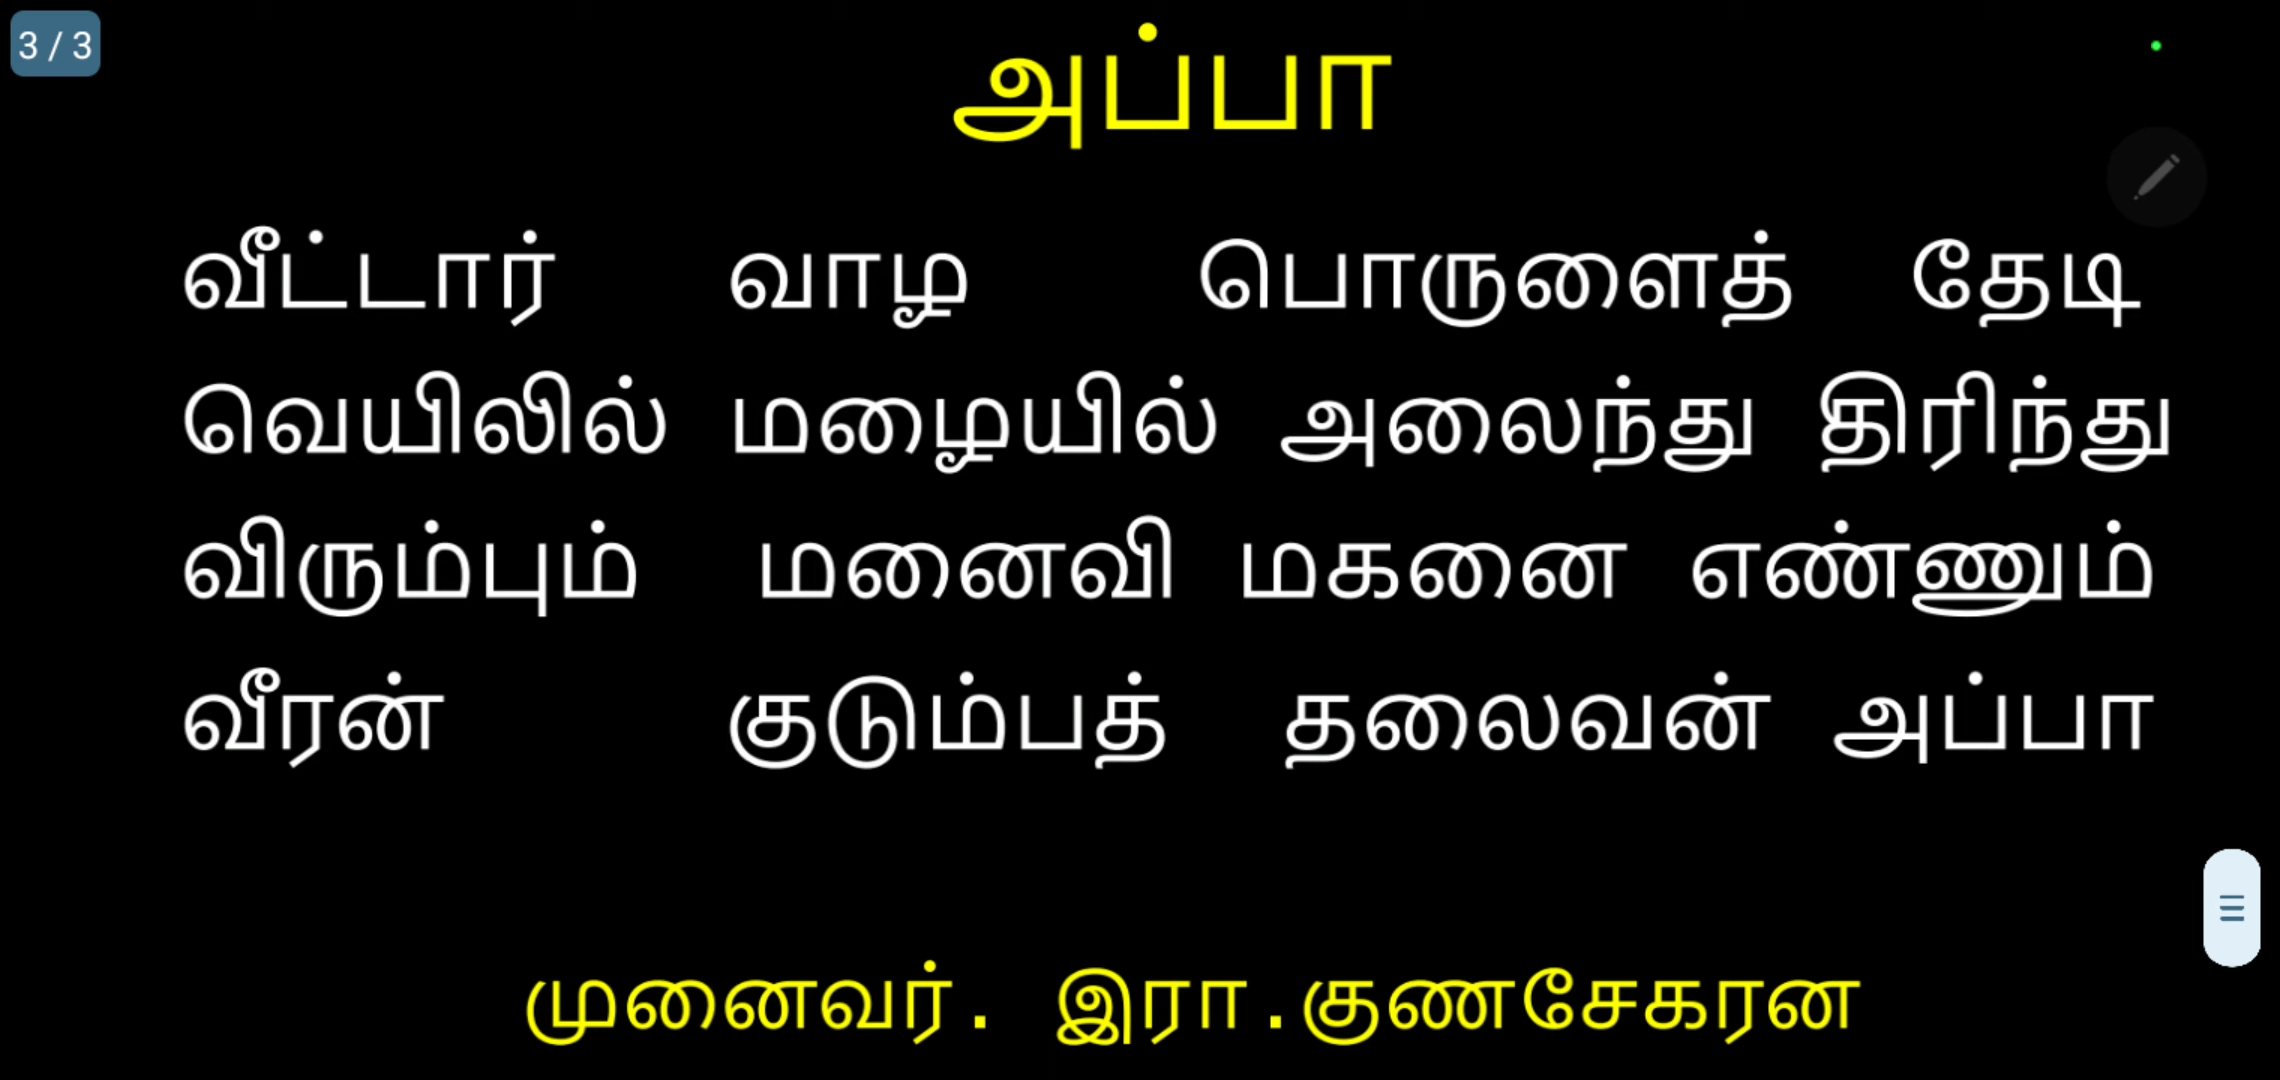 3 / 3
அப்பா
வீட்டார் வாழ பொருளைத் தேடி
வெயிலில் மழையில் அலைந்து திரிந்து
விரும்பும் மனைவி மகனை எண்ணும்
வீரன் குடும்பத் தலைவன் அப்பா
முனைவர். இரா.குணசேகரன